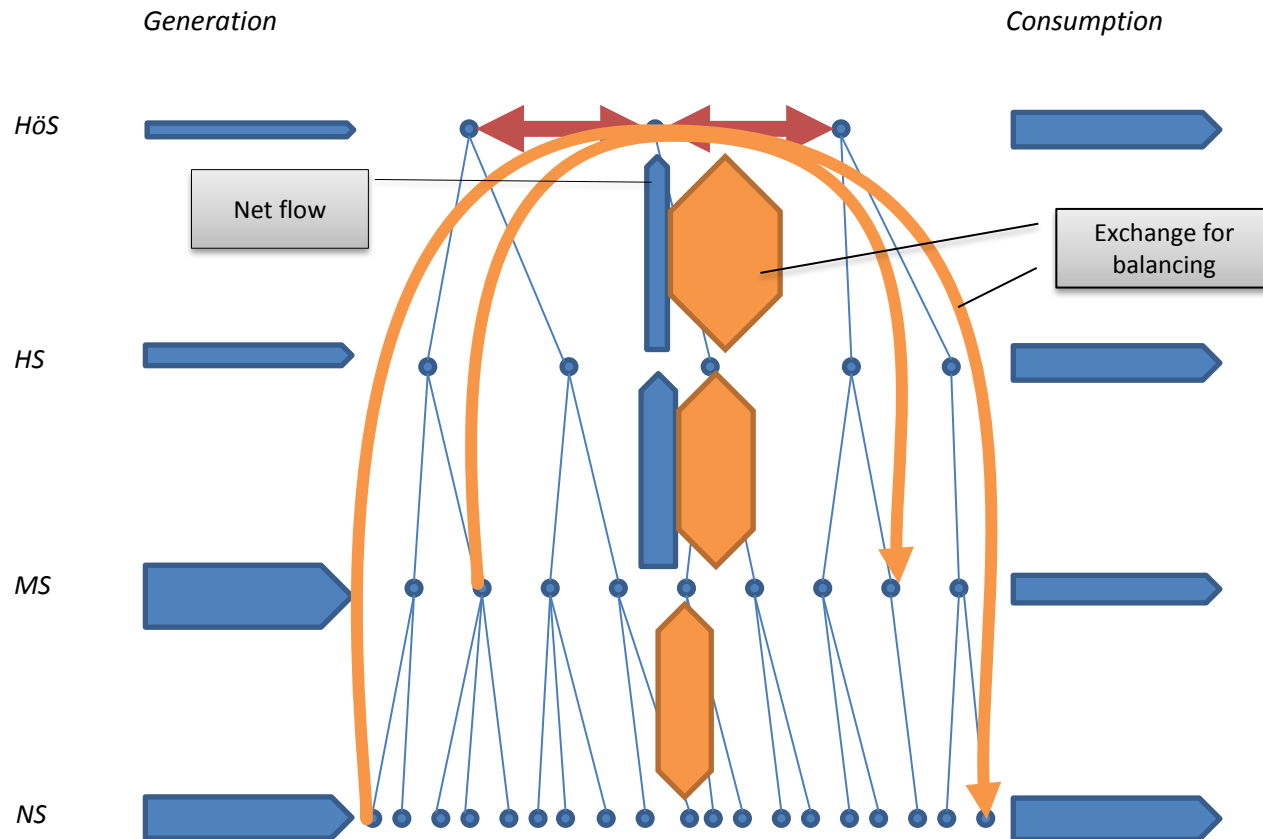 Generation
Consumption
HöS
Net flow
Exchange for
balancing
HS
MS
NS